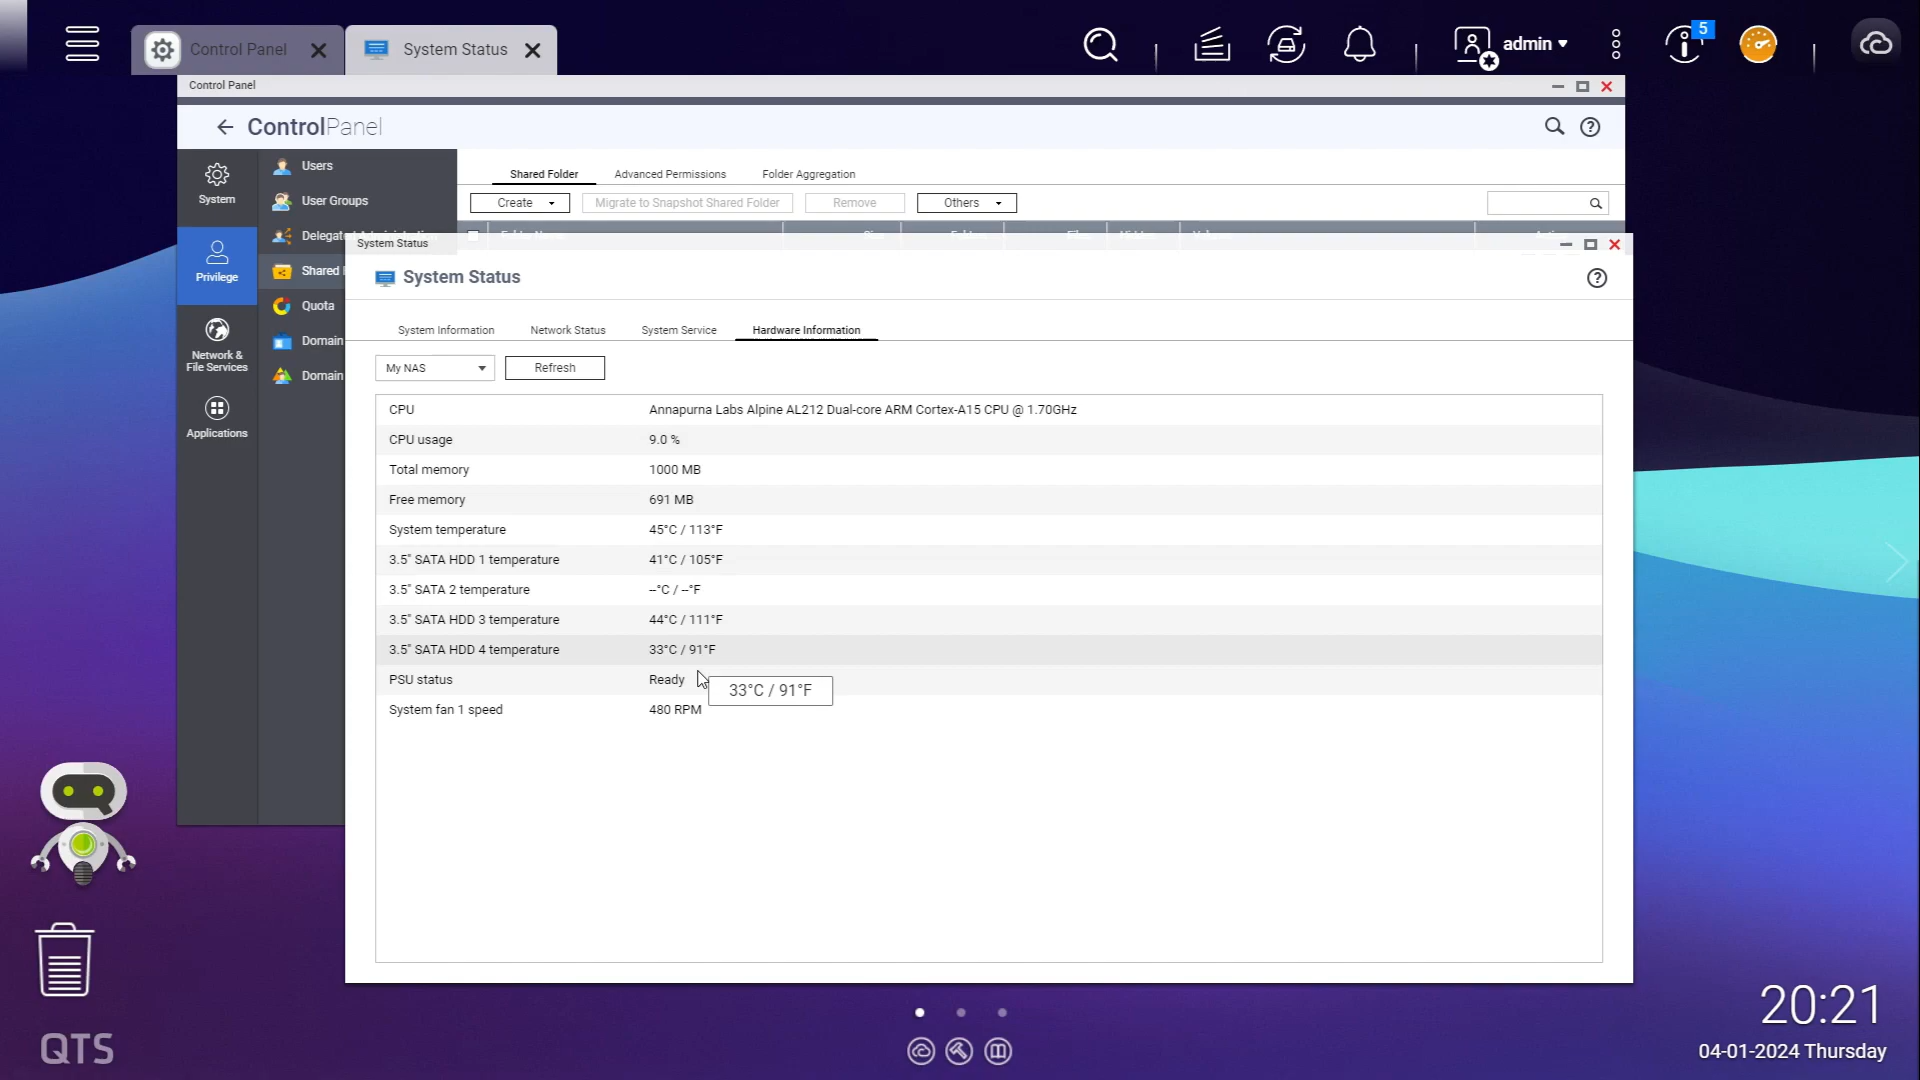 Control Panel
System Status
admin
5
Control Panel
ControlPanel
System
Privilege
Network &
File Services
Applications
Users
User Groups
Shared
Quota
Domain
Domain
Shared Folder
Advanced Permissions
Folder Aggregation
Create
Migrate to Snapshot Shared Folder
Remove
Others
System Status
System Status
System Information
Network Status
System Service
Hardware Information
My NAS
Refresh
CPU Annapurna Labs Alpine AL212 Dual-core ARM Cortex-A15 CPU @ 1.70GHz
CPU usage 9.0 %
Total memory 1000 MB
Free memory 691 MB
System temperature 45°C / 113°F
3.5" SATA HDD 1 temperature 41°C / 105°F
3.5" SATA 2 temperature --°C / --°F
3.5" SATA HDD 3 temperature 44°C / 111°F
3.5" SATA HDD 4 temperature 33°C / 91°F
PSU status Ready
33°C / 91°F
System fan 1 speed 480 RPM
QTS
20:21
04-01-2024 Thursday